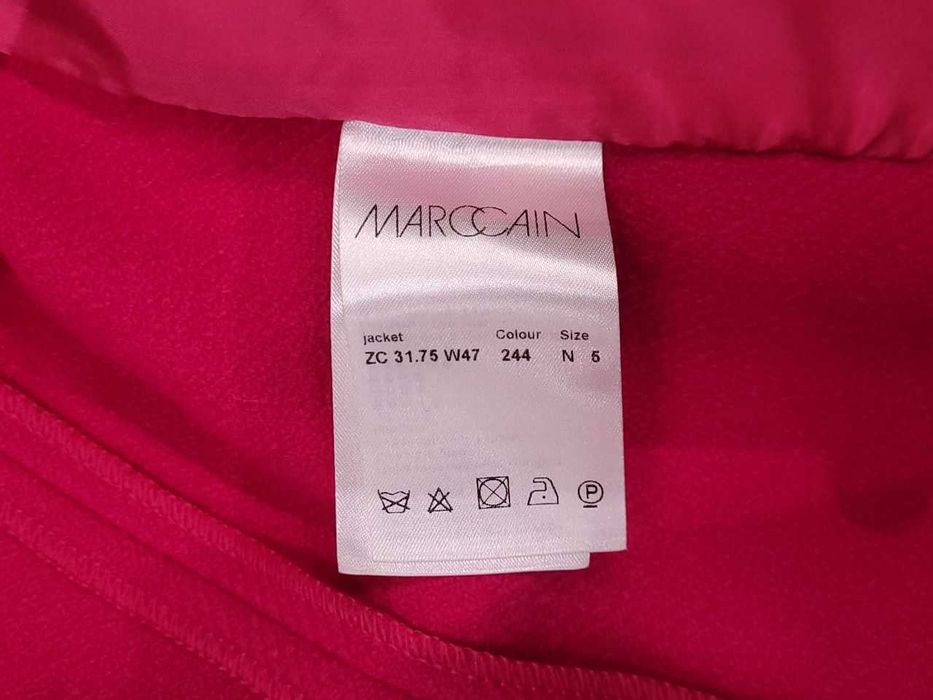 MARCCAIN
jacket Colour Size
ZC 31.75 W47 244 N 5
P